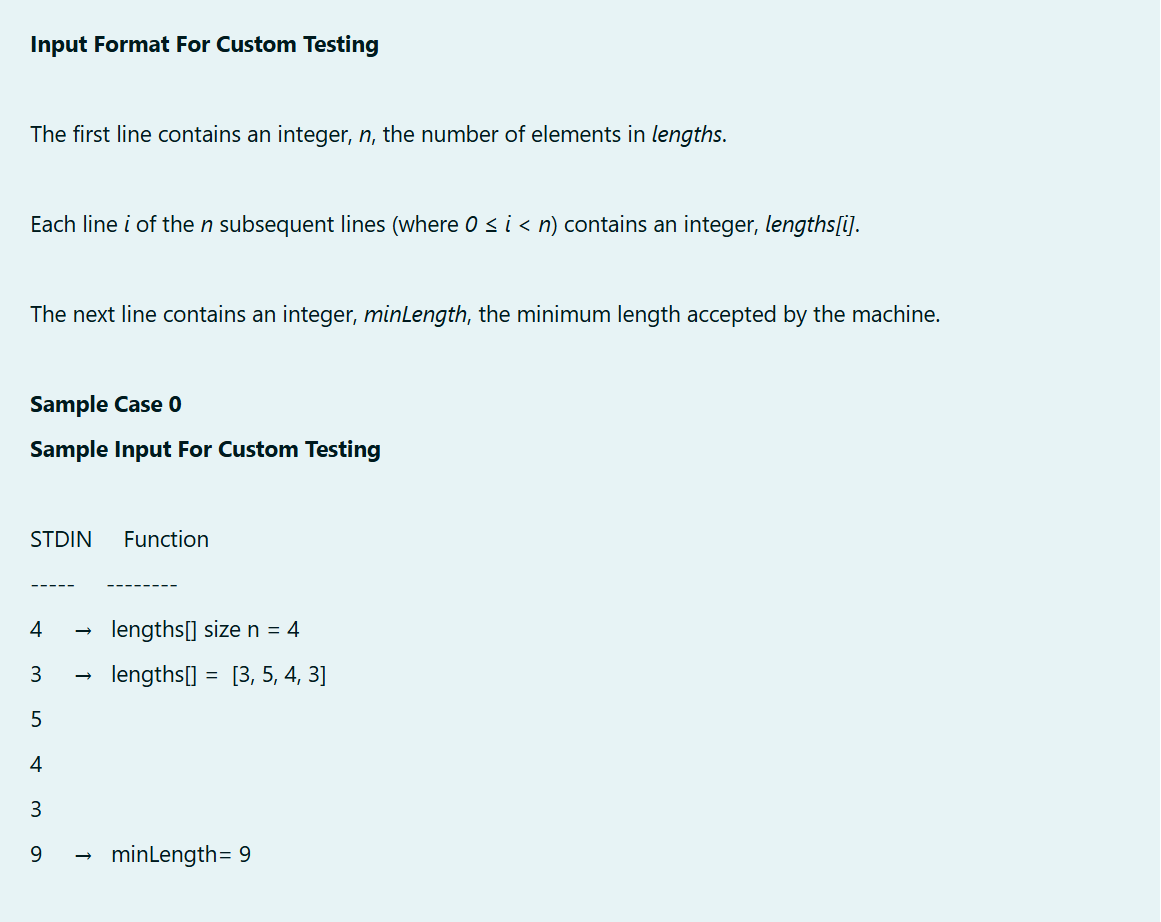 Input Format For Custom Testing
The first line contains an integer, n, the number of elements in lengths.
Each line i of the n subsequent lines (where 0 ≤ i < n) contains an integer, lengths[i].
The next line contains an integer, minLength, the minimum length accepted by the machine.
Sample Case 0
Sample Input For Custom Testing
STDIN Function
----- --------
4 → lengths[] size n = 4
3 → lengths[] = [3, 5, 4, 3]
5
4
3
9 → minLength= 9